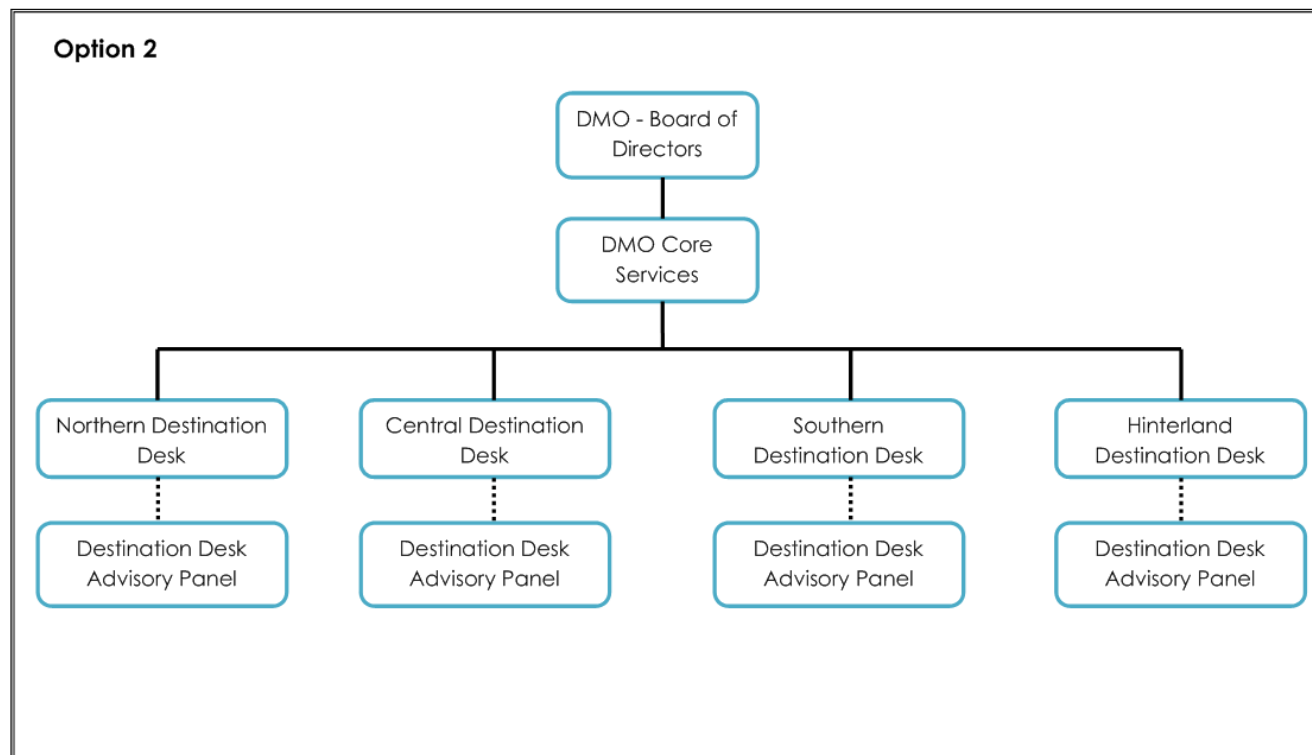 Option 2
DMO - Board of
Directors
DMO Core
Services
Northern Destination
Desk
Central Destination
Desk
Southern
Destination Desk
Hinterland
Destination Desk
Destination Desk
Advisory Panel
Destination Desk
Advisory Panel
Destination Desk
Advisory Panel
Destination Desk
Advisory Panel